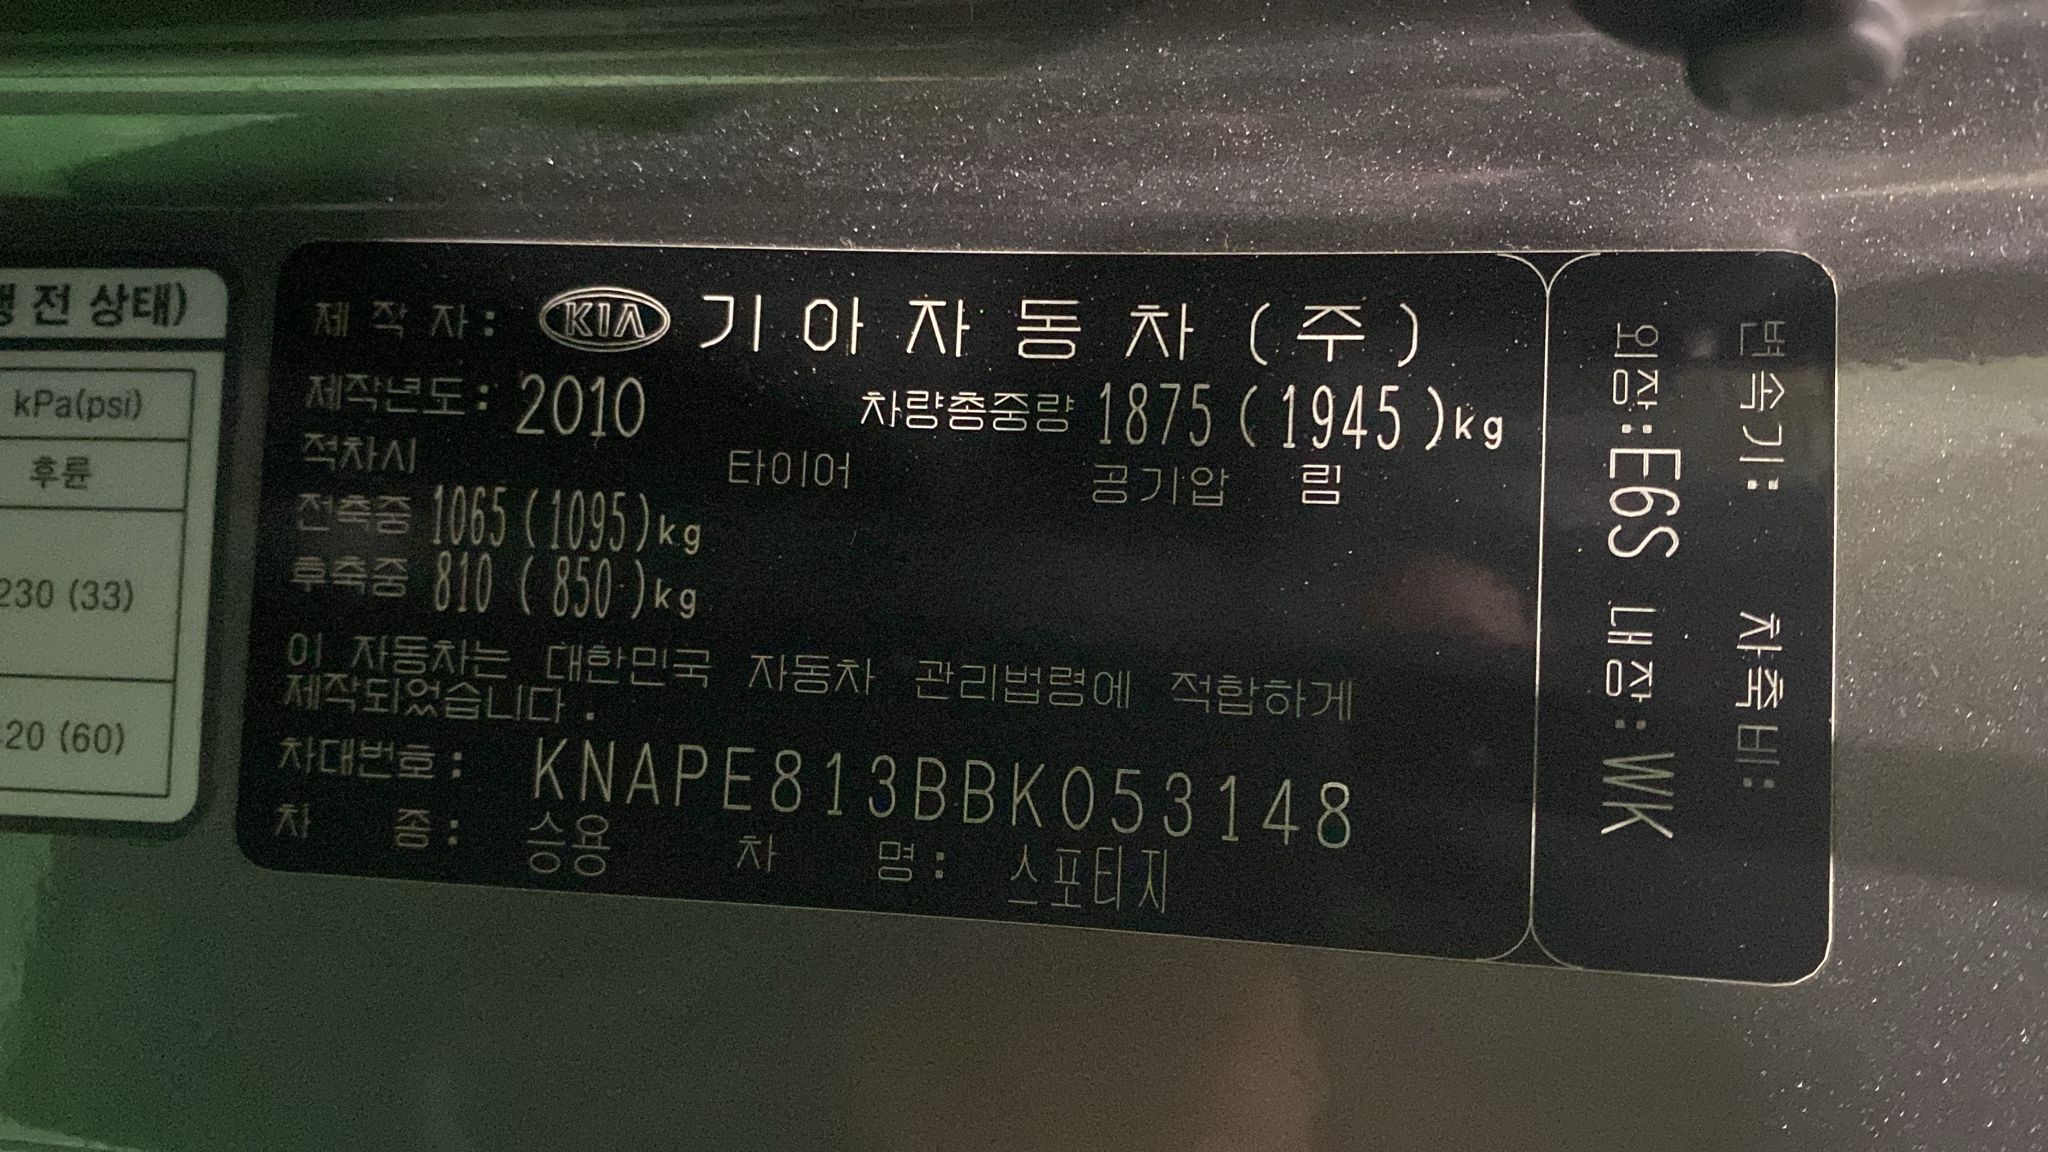 전 상태)
kPa(psi)
후륜
230 (33)
20 (60)
제 작 자 : KIA 기 아 자 동 차 ( 주 )
제작년도 : 2010 차량총중량 1875 ( 1945 ) kg
적차시 타이어 공기압 림
전축중 1065 ( 1095 ) kg
후축중 810 ( 850 ) kg
이 자동차는 대한민국 자동차 관리법령에 적합하게
제작되었습니다 .
차대번호 : KNAPE813BBK053148
차 종 : 승용 차 명 : 스포티지
변속기 : 차축비 :
외장 : E6S 내장 : WK